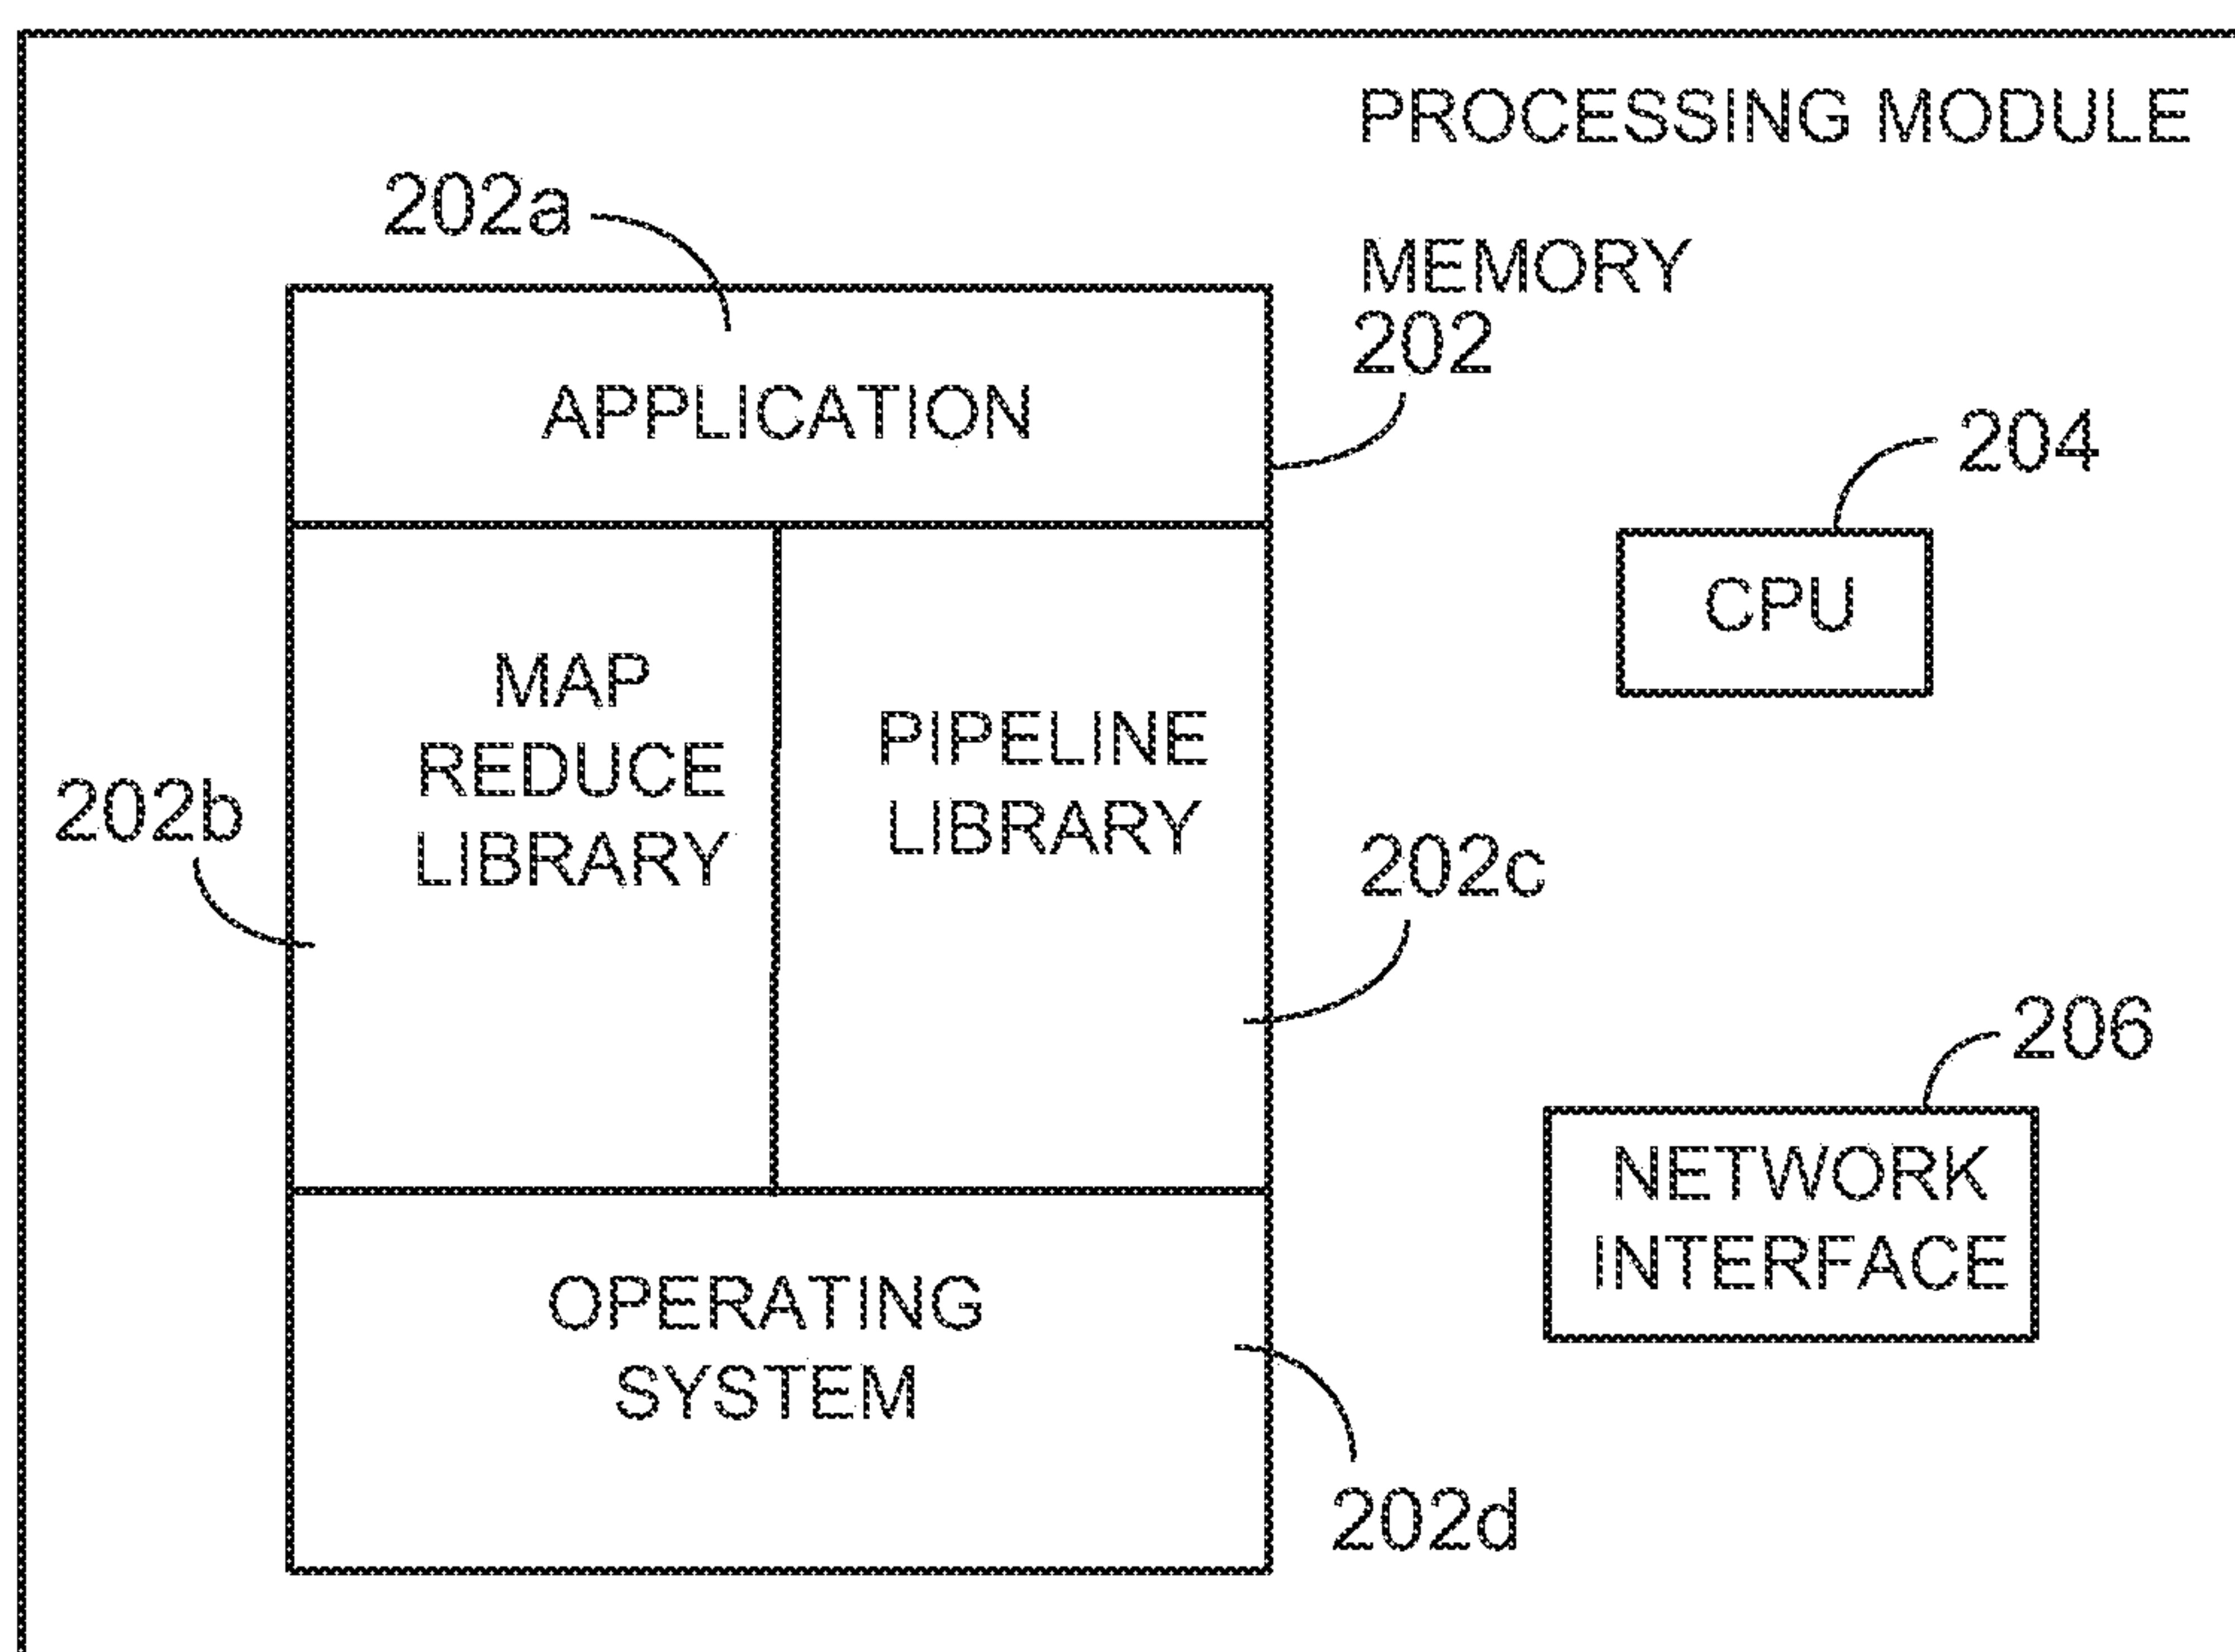 PROCESSING MODULE
202a
MEMORY
202
APPLICATION
204
CPU
MAP
REDUCE
LIBRARY
PIPELINE
LIBRARY
202b
202c
206
NETWORK
INTERFACE
OPERATING
SYSTEM
202d